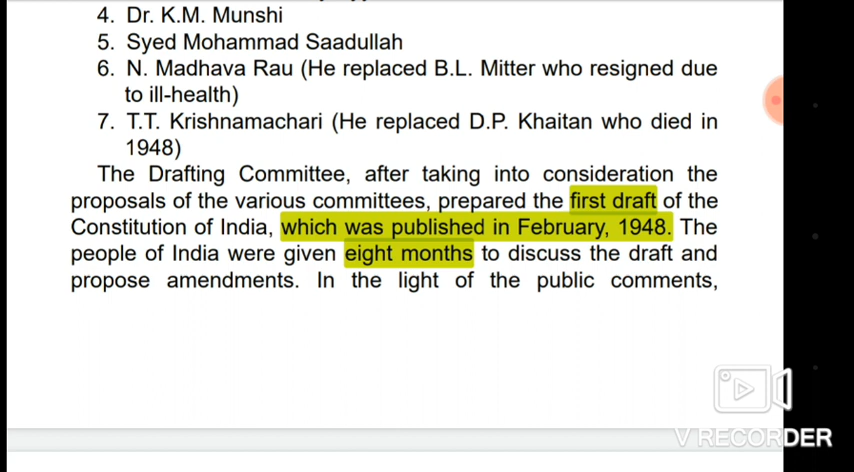 4. Dr. K.M. Munshi
5. Syed Mohammad Saadullah
6. N. Madhava Rau (He replaced B.L. Mitter who resigned due
to ill-health)
7. T.T. Krishnamachari (He replaced D.P. Khaitan who died in
1948)
The Drafting Committee, after taking into consideration the
proposals of the various committees, prepared the first draft of the
Constitution of India, which was published in February, 1948. The
people of India were given eight months to discuss the draft and
propose amendments. In the light of the public comments,
V RECORDER